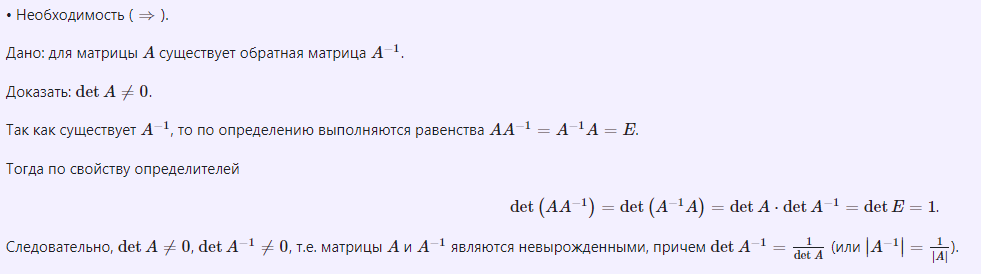 • Необходимость ( ⇒ ).
Дано: для матрицы A существует обратная матрица A⁻¹.
Доказать: det A ≠ 0.
Так как существует A⁻¹, то по определению выполняются равенства AA⁻¹ = A⁻¹A = E.
Тогда по свойству определителей
det (AA⁻¹) = det (A⁻¹A) = det A · det A⁻¹ = det E = 1.
Следовательно, det A ≠ 0, det A⁻¹ ≠ 0, т.е. матрицы A и A⁻¹ являются невырожденными, причем det A⁻¹ = 1/det A (или |A⁻¹| = 1/|A|).